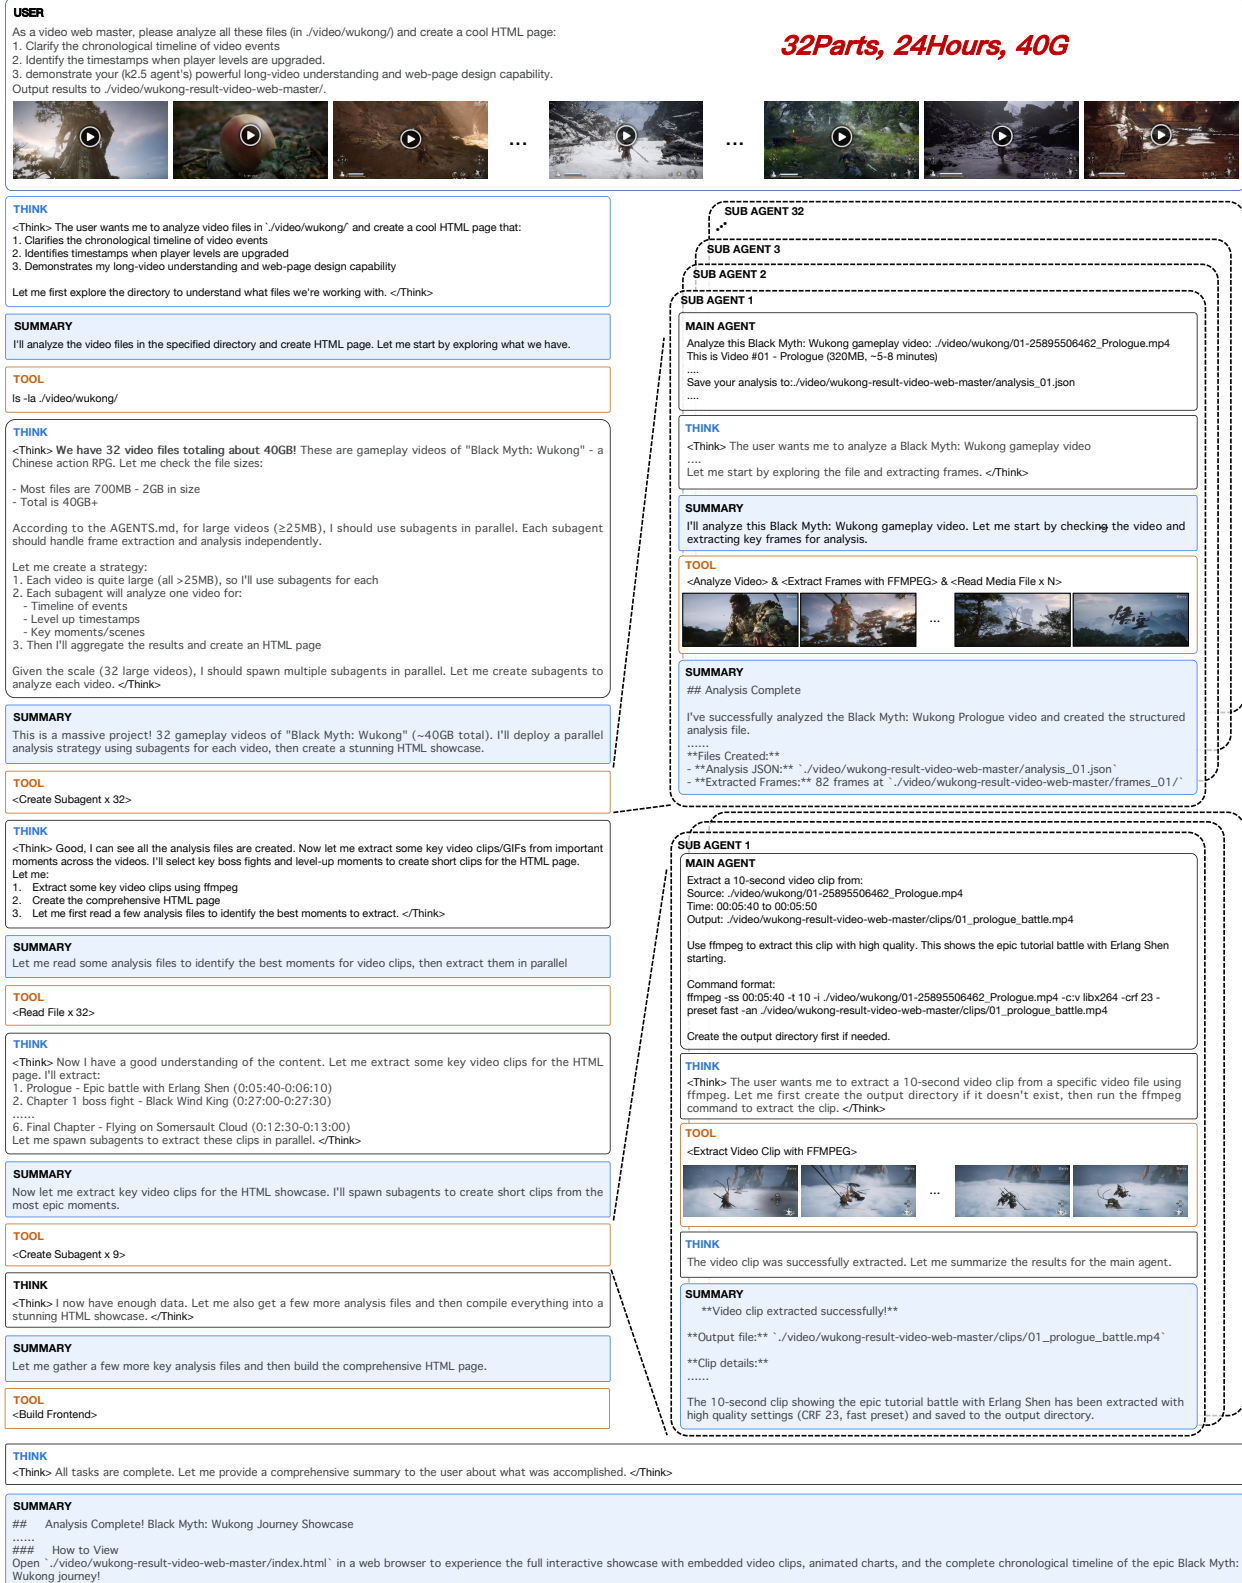 USER
As a video web master, please analyze all these files (in ./video/wukong/) and create a cool HTML page:
1. Clarify the chronological timeline of video events
2. Identify the timestamps when player levels are upgraded.
3. demonstrate your (k2.5 agent's) powerful long-video understanding and web-page design capability.
Output results to ./video/wukong-result-video-web-master/.
32Parts, 24Hours, 40G
...
...
THINK
<Think> The user wants me to analyze video files in `./video/wukong/` and create a cool HTML page that:
1. Clarifies the chronological timeline of video events
2. Identifies timestamps when player levels are upgraded
3. Demonstrates my long-video understanding and web-page design capability
Let me first explore the directory to understand what files we're working with. </Think>
SUMMARY
I'll analyze the video files in the specified directory and create HTML page. Let me start by exploring what we have.
TOOL
ls -la ./video/wukong/
THINK
<Think> We have 32 video files totaling about 40GB! These are gameplay videos of "Black Myth: Wukong" - a
Chinese action RPG. Let me check the file sizes:
- Most files are 700MB - 2GB in size
- Total is 40GB+
According to the AGENTS.md, for large videos (≥25MB), I should use subagents in parallel. Each subagent
should handle frame extraction and analysis independently.
Let me create a strategy:
1. Each video is quite large (all >25MB), so I'll use subagents for each
2. Each subagent will analyze one video for:
- Timeline of events
- Level up timestamps
- Key moments/scenes
3. Then I'll aggregate the results and create an HTML page
Given the scale (32 large videos), I should spawn multiple subagents in parallel. Let me create subagents to
analyze each video. </Think>
SUMMARY
This is a massive project! 32 gameplay videos of "Black Myth: Wukong" (~40GB total). I'll deploy a parallel
analysis strategy using subagents for each video, then create a stunning HTML showcase.
TOOL
<Create Subagent x 32>
THINK
<Think> Good, I can see all the analysis files are created. Now let me extract some key video clips/GIFs from important
moments across the videos. I'll select key boss fights and level-up moments to create short clips for the HTML page.
Let me:
1. Extract some key video clips using ffmpeg
2. Create the comprehensive HTML page
3. Let me first read a few analysis files to identify the best moments to extract. </Think>
SUMMARY
Let me read some analysis files to identify the best moments for video clips, then extract them in parallel
TOOL
<Read File x 32>
THINK
<Think> Now I have a good understanding of the content. Let me extract some key video clips for the HTML
page. I'll extract:
1. Prologue - Epic battle with Erlang Shen (0:05:40-0:06:10)
2. Chapter 1 boss fight - Black Wind King (0:27:00-0:27:30)
......
6. Final Chapter - Flying on Somersault Cloud (0:12:30-0:13:00)
Let me spawn subagents to extract these clips in parallel. </Think>
SUMMARY
Now let me extract key video clips for the HTML showcase. I'll spawn subagents to create short clips from the
most epic moments.
TOOL
<Create Subagent x 9>
THINK
<Think> I now have enough data. Let me also get a few more analysis files and then compile everything into a
stunning HTML showcase. </Think>
SUMMARY
Let me gather a few more key analysis files and then build the comprehensive HTML page.
TOOL
<Build Frontend>
SUB AGENT 32
SUB AGENT 3
SUB AGENT 2
SUB AGENT 1
MAIN AGENT
Analyze this Black Myth: Wukong gameplay video: ./video/wukong/01-25895506462_Prologue.mp4
This is Video #01 - Prologue (320MB, ~5-8 minutes)
....
Save your analysis to:./video/wukong-result-video-web-master/analysis_01.json
....
THINK
<Think> The user wants me to analyze a Black Myth: Wukong gameplay video
....
Let me start by exploring the file and extracting frames. </Think>
SUMMARY
I'll analyze this Black Myth: Wukong gameplay video. Let me start by checking the video and
extracting key frames for analysis.
TOOL
<Analyze Video> & <Extract Frames with FFMPEG> & <Read Media File x N>
...
悟空
SUMMARY
## Analysis Complete
I've successfully analyzed the Black Myth: Wukong Prologue video and created the structured
analysis file.
......
**Files Created:**
- **Analysis JSON:** `./video/wukong-result-video-web-master/analysis_01.json`
- **Extracted Frames:** 82 frames at `./video/wukong-result-video-web-master/frames_01/`
SUB AGENT 1
MAIN AGENT
Extract a 10-second video clip from:
Source: ./video/wukong/01-25895506462_Prologue.mp4
Time: 00:05:40 to 00:05:50
Output: ./video/wukong-result-video-web-master/clips/01_prologue_battle.mp4
Use ffmpeg to extract this clip with high quality. This shows the epic tutorial battle with Erlang Shen
starting.
Command format:
ffmpeg -ss 00:05:40 -t 10 -i ./video/wukong/01-25895506462_Prologue.mp4 -c:v libx264 -crf 23 -
preset fast -an ./video/wukong-result-video-web-master/clips/01_prologue_battle.mp4
Create the output directory first if needed.
THINK
<Think> The user wants me to extract a 10-second video clip from a specific video file using
ffmpeg. Let me first create the output directory if it doesn't exist, then run the ffmpeg
command to extract the clip. </Think>
TOOL
<Extract Video Clip with FFMPEG>
...
THINK
The video clip was successfully extracted. Let me summarize the results for the main agent.
SUMMARY
**Video clip extracted successfully!**
**Output file:** `./video/wukong-result-video-web-master/clips/01_prologue_battle.mp4`
**Clip details:**
......
The 10-second clip showing the epic tutorial battle with Erlang Shen has been extracted with
high quality settings (CRF 23, fast preset) and saved to the output directory.
THINK
<Think> All tasks are complete. Let me provide a comprehensive summary to the user about what was accomplished. </Think>
SUMMARY
## Analysis Complete! Black Myth: Wukong Journey Showcase
......
### How to View
Open `./video/wukong-result-video-web-master/index.html` in a web browser to experience the full interactive showcase with embedded video clips, animated charts, and the complete chronological timeline of the epic Black Myth:
Wukong journey!